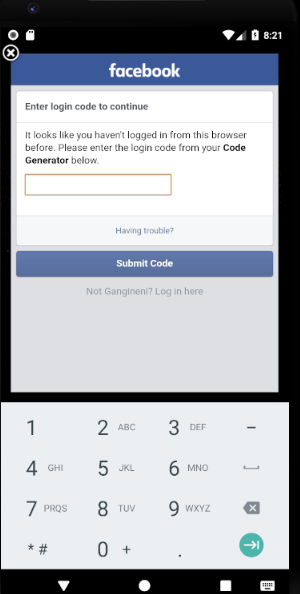 8:21
facebook
Enter login code to continue
It looks like you haven't logged in from this browser
before. Please enter the login code from your Code
Generator below.
Having trouble?
Submit Code
Not Gangineni? Log in here
1 2 ABC 3 DEF –
4 GHI 5 JKL 6 MNO
7 PRQS 8 TUV 9 WXYZ
* # 0 + .